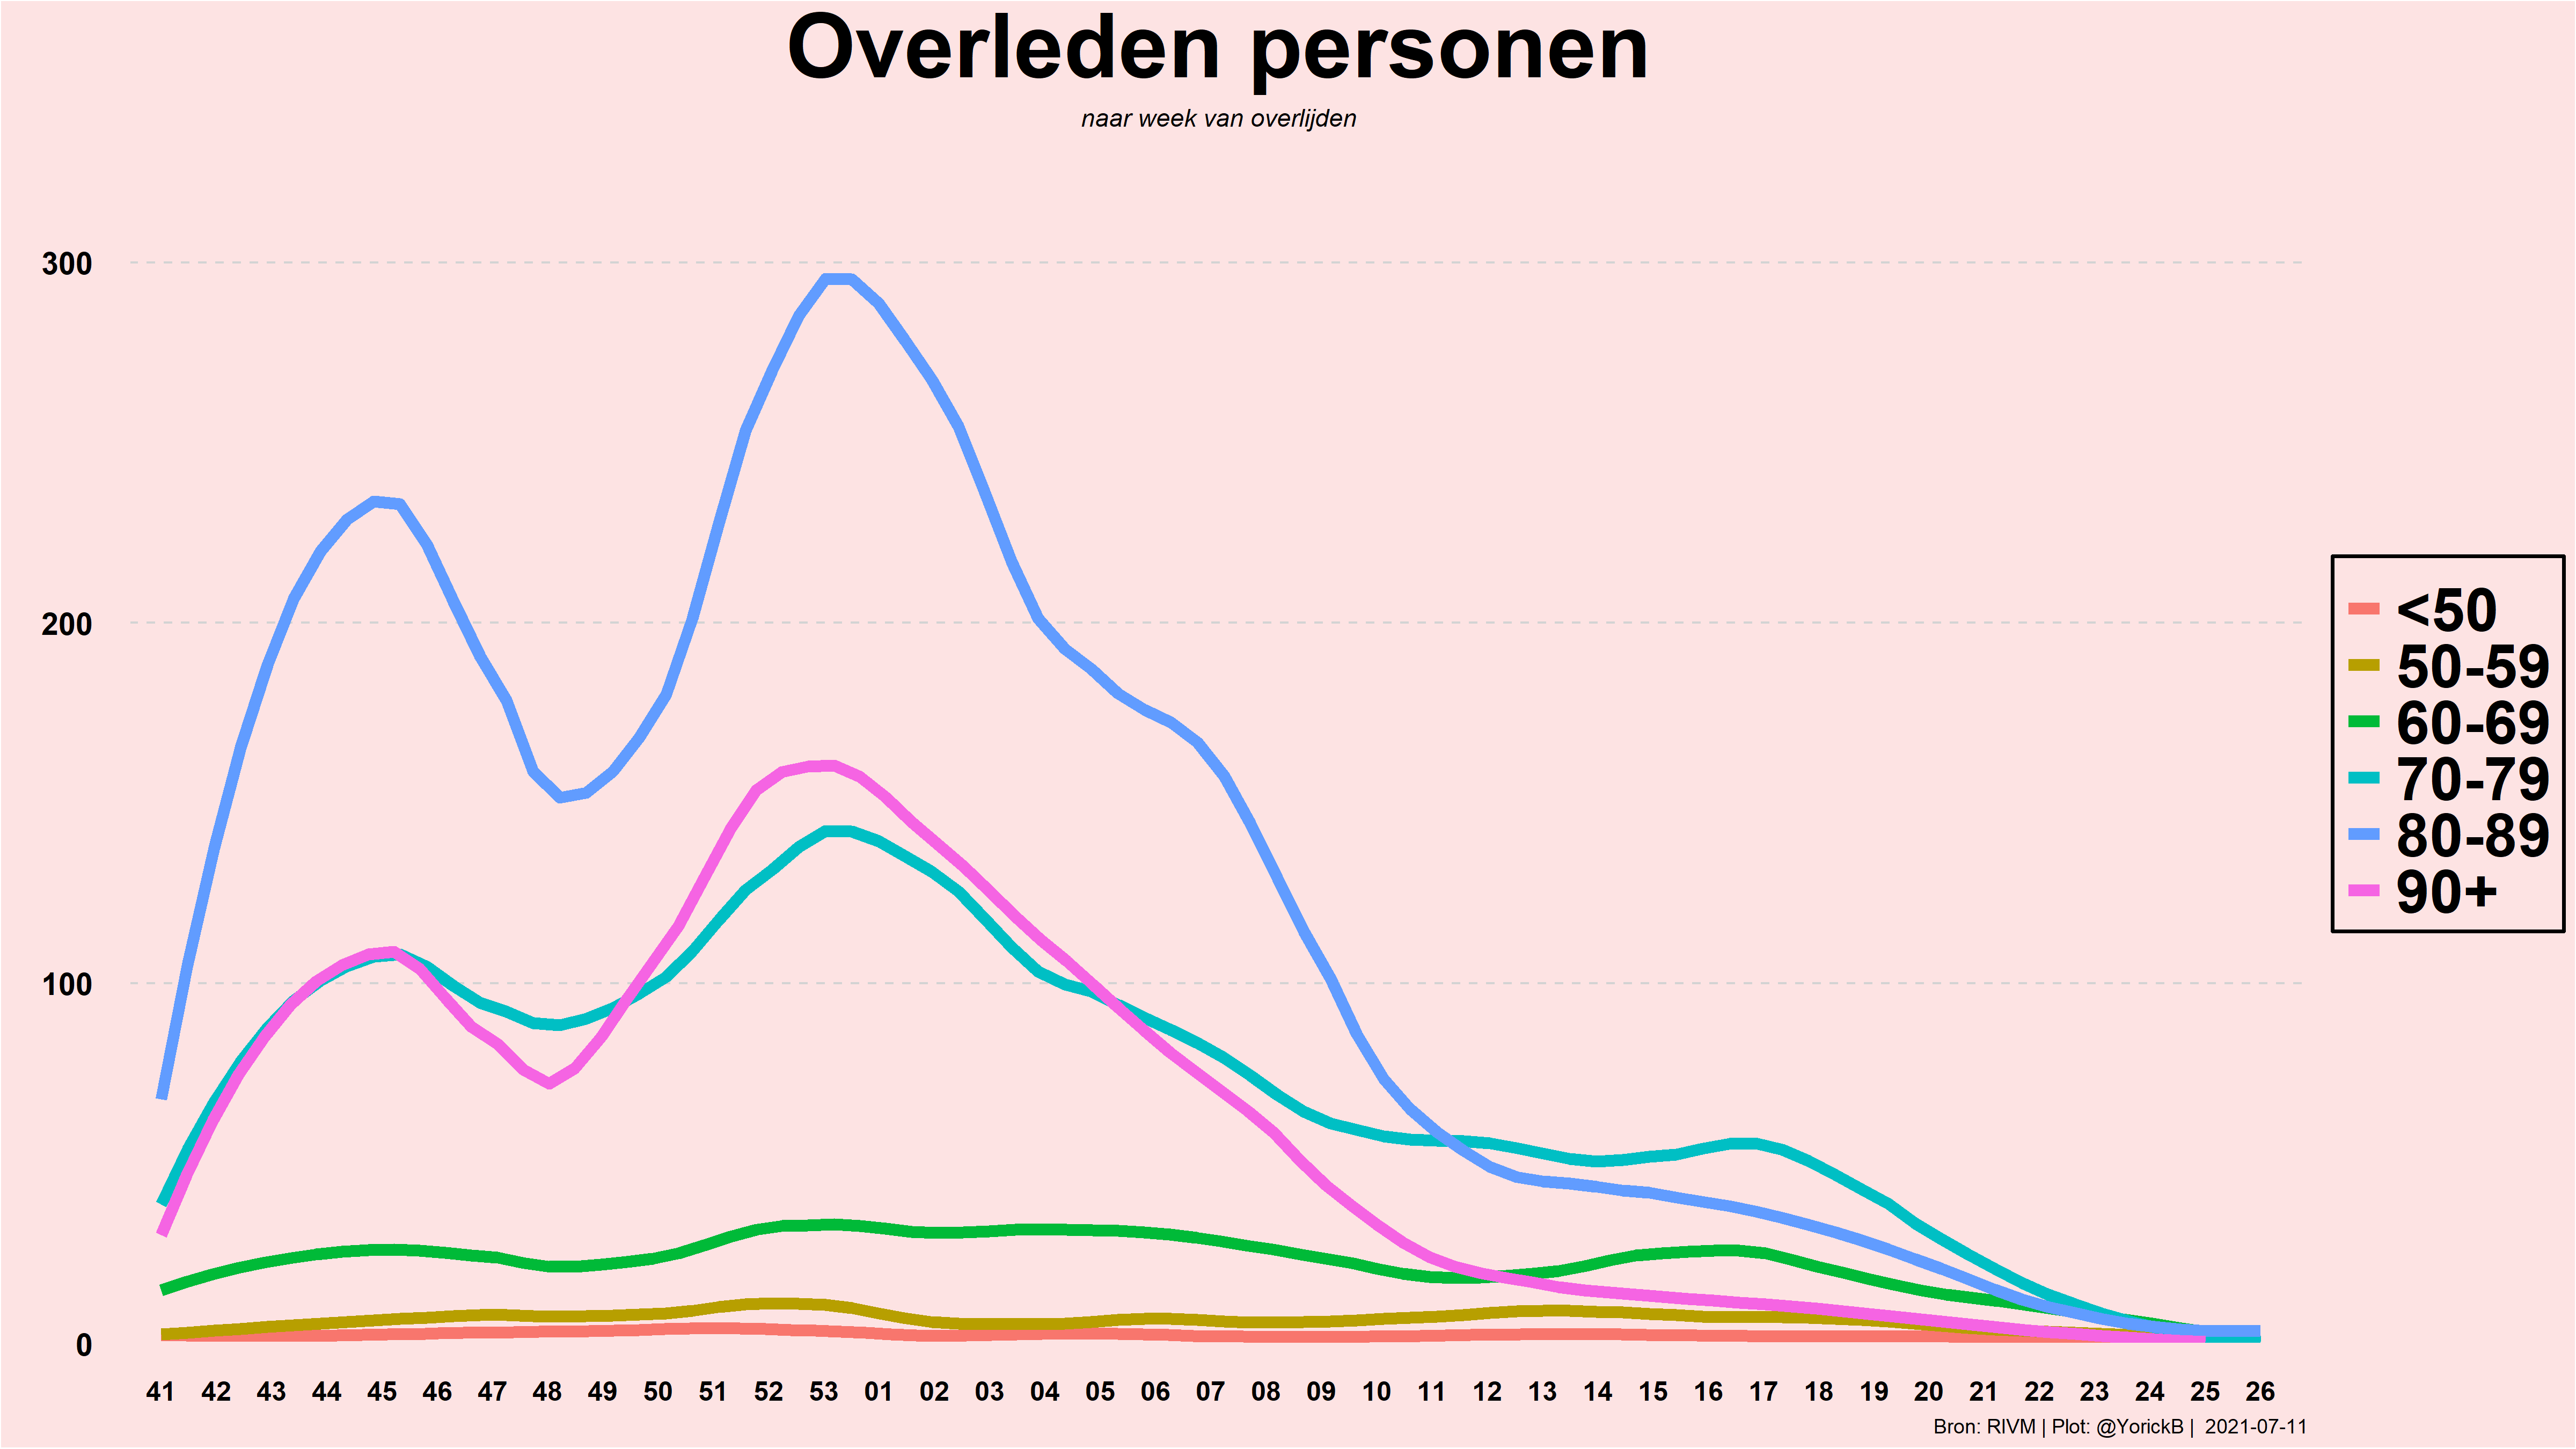 Overleden personen
naar week van overlijden
300
200
100
0
<50
50-59
60-69
70-79
80-89
90+
41 42 43 44 45 46 47 48 49 50 51 52 53 01 02 03 04 05 06 07 08 09 10 11 12 13 14 15 16 17 18 19 20 21 22 23 24 25 26
Bron: RIVM | Plot: @YorickB | 2021-07-11